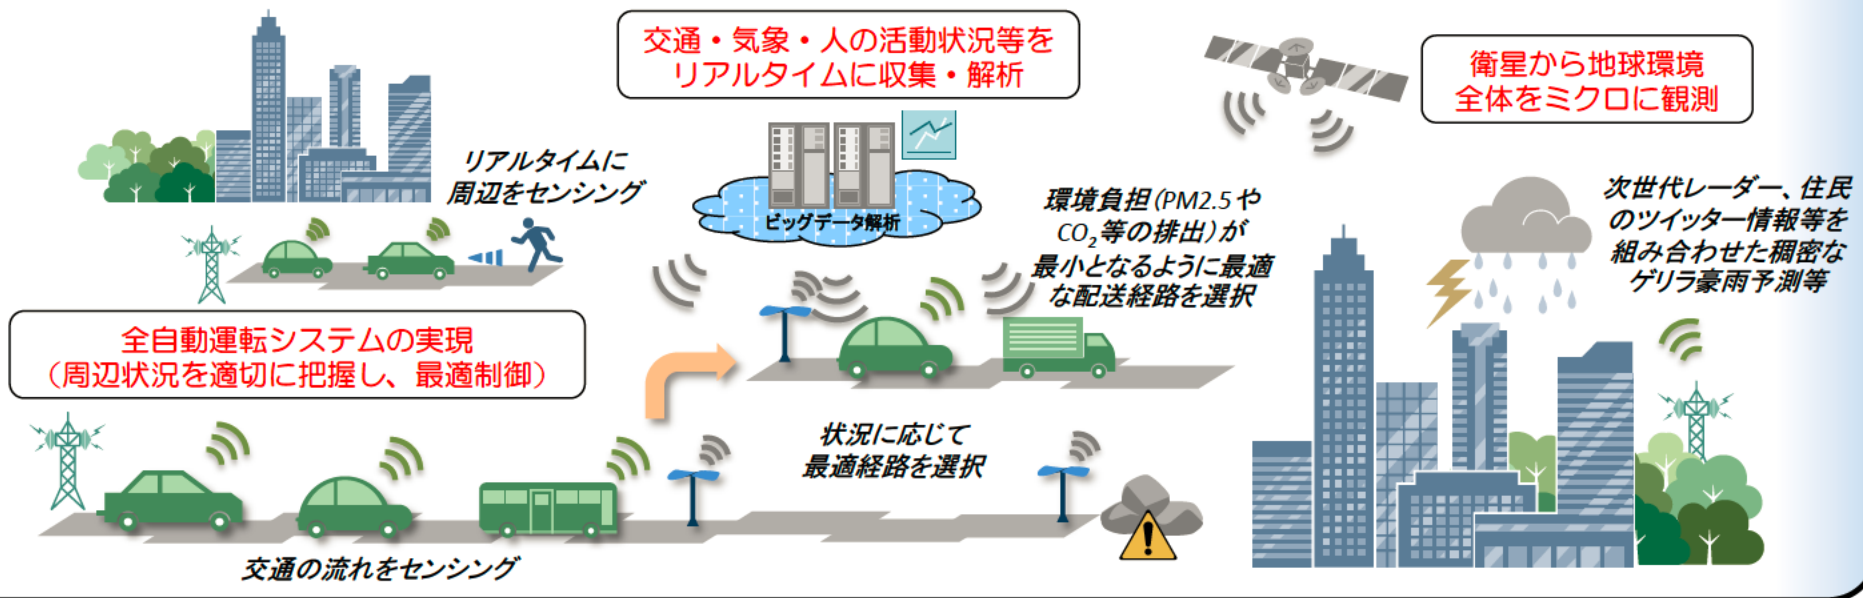 交通・気象・人の活動状況等を
リアルタイムに収集・解析
衛星から地球環境
全体をミクロに観測
リアルタイムに
周辺をセンシング
ビッグデータ解析
環境負担(PM2.5や
CO₂等の排出)が
最小となるように最適
な配送経路を選択
次世代レーダー、住民
のツイッター情報等を
組み合わせた稠密な
ゲリラ豪雨予測等
全自動運転システムの実現
（周辺状況を適切に把握し、最適制御）
状況に応じて
最適経路を選択
交通の流れをセンシング